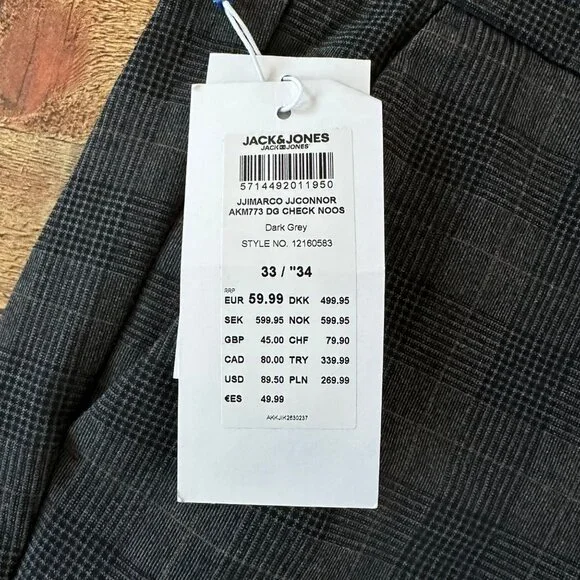 JACK&JONES
JACK&JONES
5714492011950
JJIMARCO JJCONNOR
AKM773 DG CHECK NOOS
Dark Grey
STYLE NO. 12160583
33 / "34
RRP
EUR 59.99 DKK 499.95
SEK 599.95 NOK 599.95
GBP 45.00 CHF 79.90
CAD 80.00 TRY 339.99
USD 89.50 PLN 269.99
€ES 49.99
AKKJIK2630237